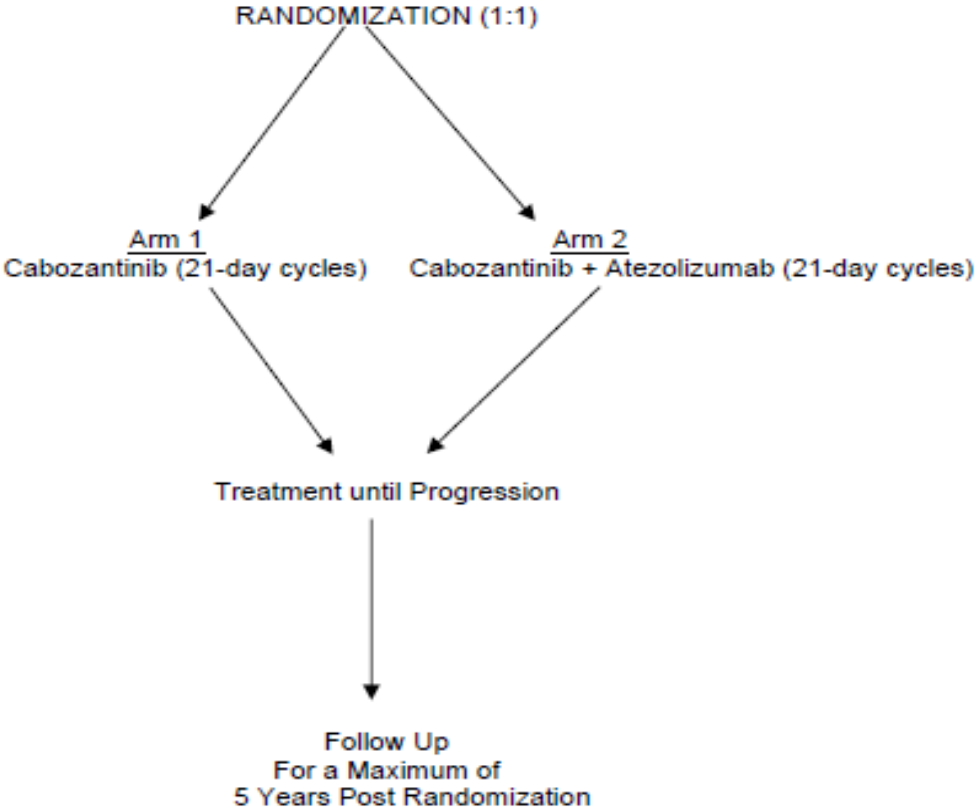 RANDOMIZATION (1:1)
Arm 1
Cabozantinib (21-day cycles)
Arm 2
Cabozantinib + Atezolizumab (21-day cycles)
Treatment until Progression
Follow Up
For a Maximum of
5 Years Post Randomization